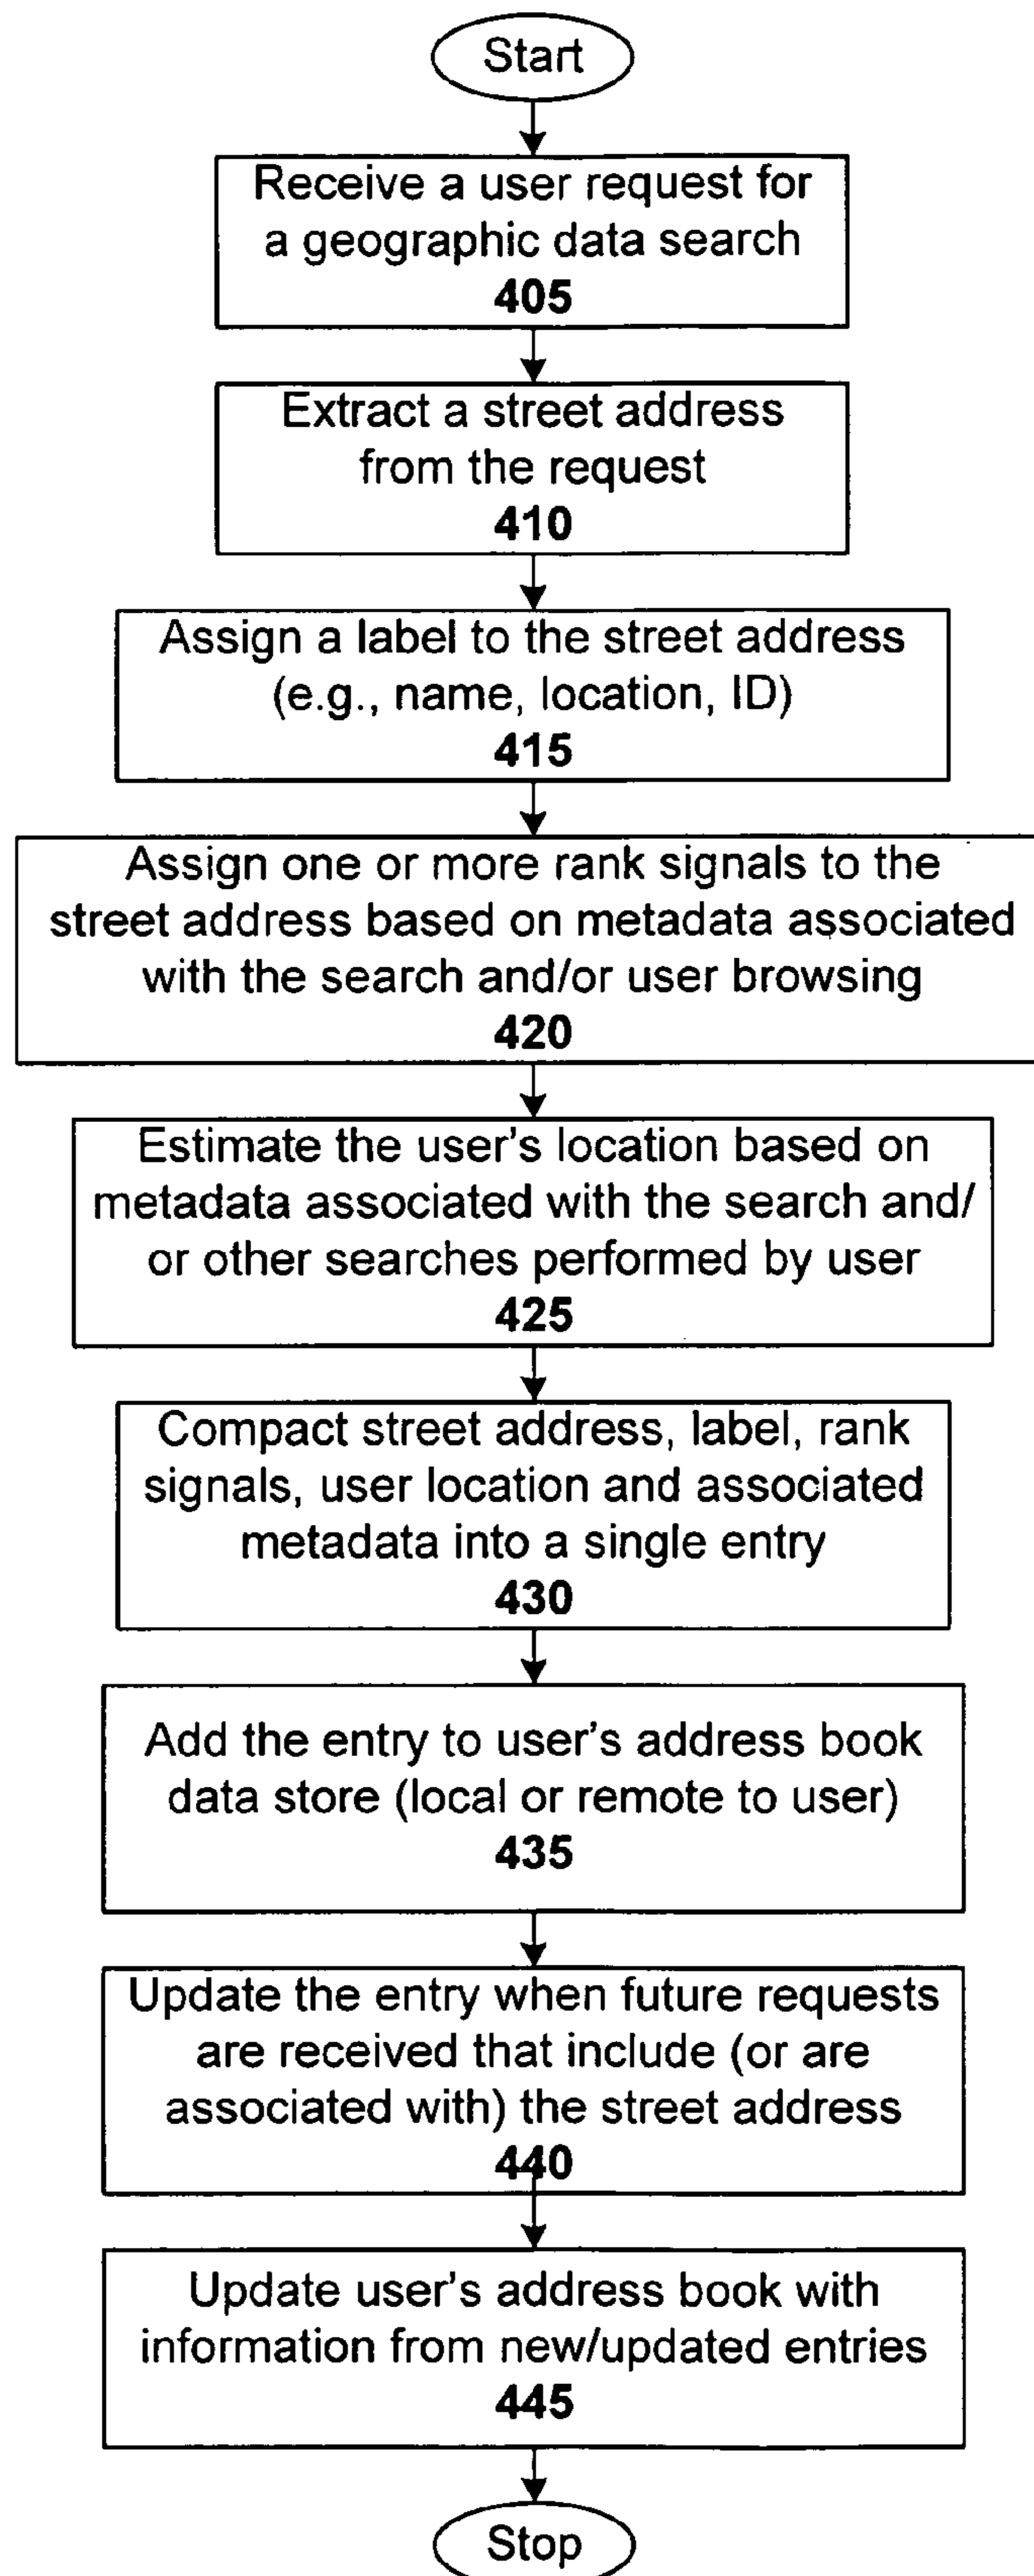 Start
Receive a user request for
a geographic data search
405
Extract a street address
from the request
410
Assign a label to the street address
(e.g., name, location, ID)
415
Assign one or more rank signals to the
street address based on metadata associated
with the search and/or user browsing
420
Estimate the user's location based on
metadata associated with the search and/
or other searches performed by user
425
Compact street address, label, rank
signals, user location and associated
metadata into a single entry
430
Add the entry to user's address book
data store (local or remote to user)
435
Update the entry when future requests
are received that include (or are
associated with) the street address
440
Update user's address book with
information from new/updated entries
445
Stop